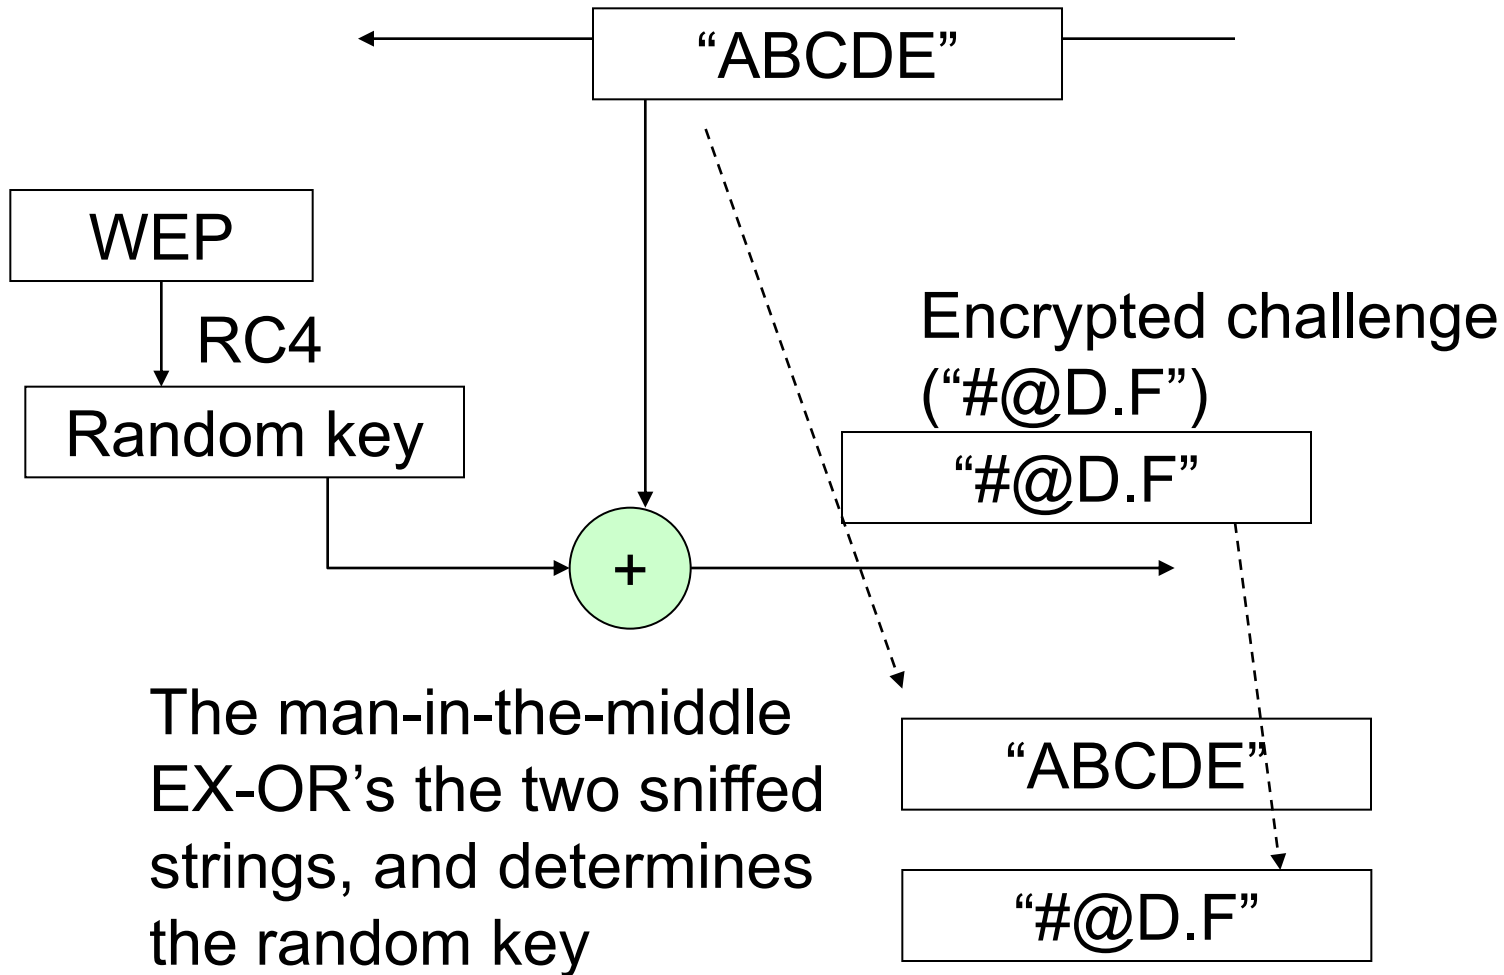 “ABCDE”
WEP
RC4
Random key
Encrypted challenge
(“#@D.F”)
“#@D.F”
+
The man-in-the-middle
EX-OR’s the two sniffed
strings, and determines
the random key
“ABCDE”
“#@D.F”